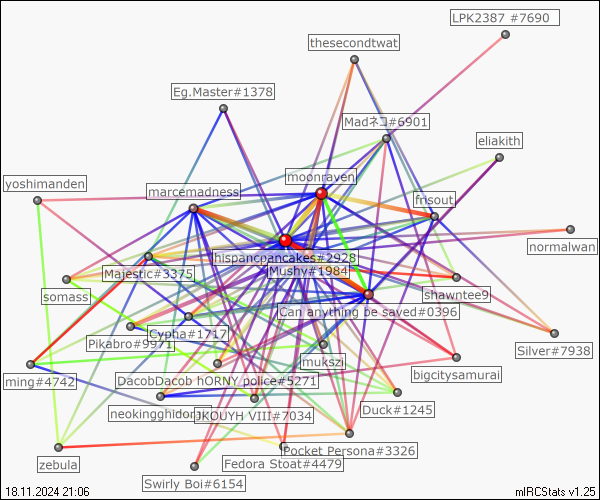 LPK2387 #7690
thesecondtwat
Eg.Master#1378
Madネコ#6901
eliakith
moonraven
yoshimanden
marcemadness
frisout
normalwan
hispancpancakes#2928
Mushy#1984
Majestic#3375
somass
shawntee9
Can anything be saved#0396
Cypha#1717
Pikabro#9971
Silver#7938
mukszi
ming#4742
DacobDacob hORNY police#5271
bigcitysamurai
neokingghidorah
JKOUYH VIII#7034
Duck#1245
Pocket Persona#3326
zebula
Fedora Stoat#4479
Swirly Boi#6154
18.11.2024 21:06
mIRCStats v1.25